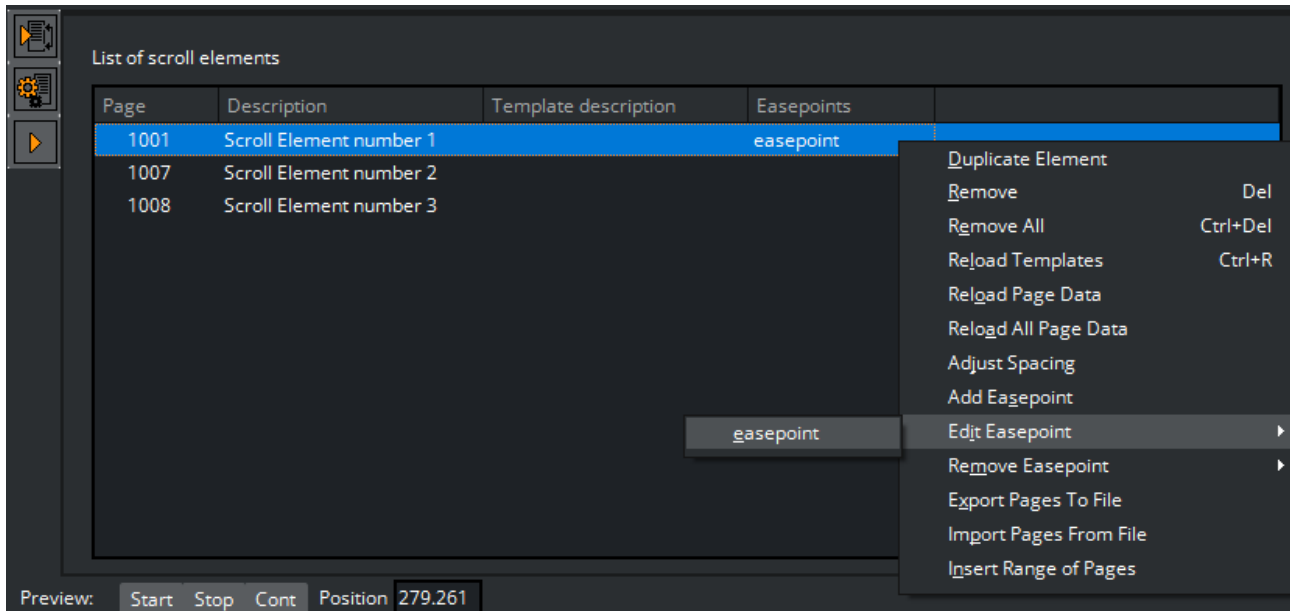 List of scroll elements
Page Description Template description Easepoints
1001 Scroll Element number 1 easepoint
1007 Scroll Element number 2
1008 Scroll Element number 3
Duplicate Element
Remove Del
Remove All Ctrl+Del
Reload Templates Ctrl+R
Reload Page Data
Reload All Page Data
Adjust Spacing
Add Easepoint
easepoint Edit Easepoint
Remove Easepoint
Export Pages To File
Import Pages From File
Insert Range of Pages
Preview: Start Stop Cont Position 279.261